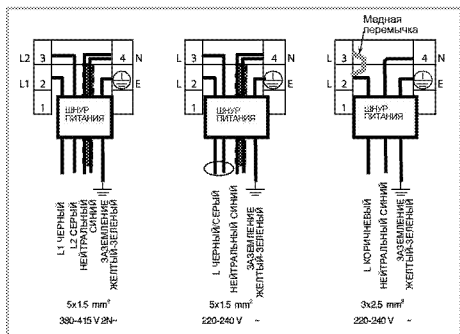 Медная
перемычка
L2 3 4 N
L1 2 E
1
ШНУР
ПИТАНИЯ
L1 ЧЕРНЫЙ
L2 СЕРЫЙ
НЕЙТРАЛЬНЫЙ
СИНИЙ
ЗАЗЕМЛЕНИЕ
ЖЕЛТЫЙ-ЗЕЛЕНЫЙ
5x1.5 mm²
380-415 V 2N~
L 3 4 N
L 2 E
1
ШНУР
ПИТАНИЯ
L ЧЕРНЫЙ/СЕРЫЙ
НЕЙТРАЛЬНЫЙ СИНИЙ
ЗАЗЕМЛЕНИЕ
ЖЕЛТЫЙ-ЗЕЛЕНЫЙ
5x1.5 mm²
220-240 V ~
L 3 4 N
L 2 E
1
ШНУР
ПИТАНИЯ
L КОРИЧНЕВЫЙ
НЕЙТРАЛЬНЫЙ СИНИЙ
ЗАЗЕМЛЕНИЕ
ЖЕЛТЫЙ-ЗЕЛЕНЫЙ
3x2.5 mm²
220-240 V ~